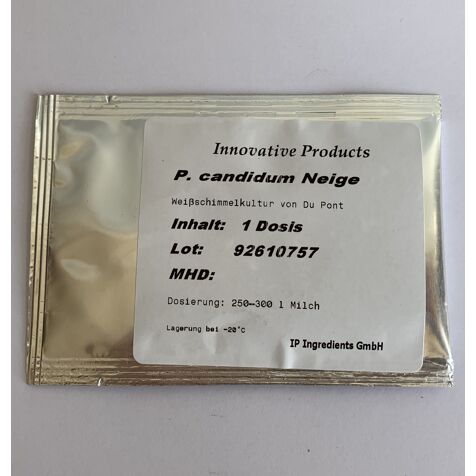 Innovative Products
P. candidum Neige
Weißschimmelkultur von Du Pont
Inhalt: 1 Dosis
Lot: 92610757
MHD:
Dosierung: 250-300 l Milch
Lagerung bei -20°C
IP Ingredients GmbH